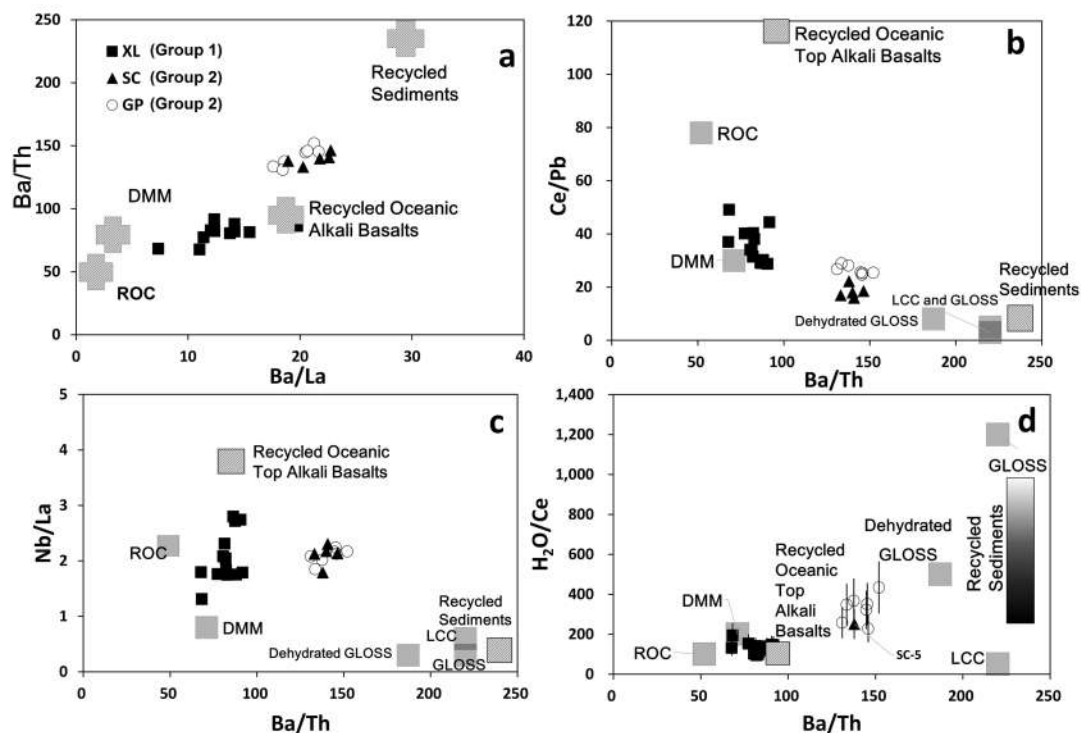 250
200
150
100
50
0
Ba/Th
XL (Group 1)
SC (Group 2)
GP (Group 2)
a
Recycled
Sediments
DMM
Recycled Oceanic
Alkali Basalts
ROC
0 10 20 30 40
Ba/La
120
100
80
60
40
20
0
Ce/Pb
b
Recycled Oceanic
Top Alkali Basalts
ROC
DMM
Recycled
Sediments
LCC and GLOSS
Dehydrated GLOSS
0 50 100 150 200 250
Ba/Th
5
4
3
2
1
0
Nb/La
c
Recycled Oceanic
Top Alkali Basalts
ROC
DMM
Recycled
Sediments
LCC
Dehydrated GLOSS
GLOSS
0 50 100 150 200 250
Ba/Th
1,400
1,200
1,000
800
600
400
200
0
H₂O/Ce
d
GLOSS
Recycled
Sediments
Dehydrated
GLOSS
Recycled
Oceanic
Top
Alkali
Basalts
DMM
ROC
SC-5
LCC
0 50 100 150 200 250
Ba/Th